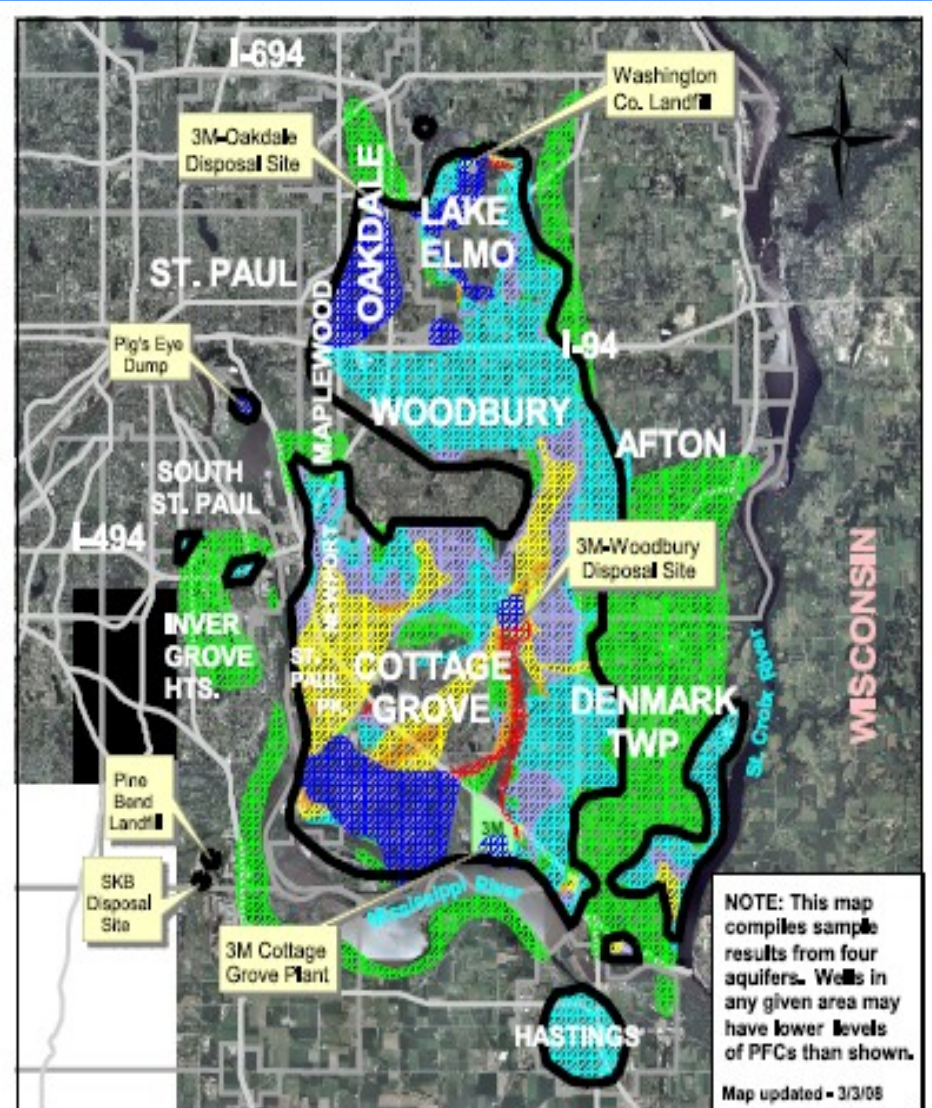 I-694
Washington
Co. Landfill
N
3M-Oakdale
Disposal Site
OAKDALE
LAKE
ELMO
ST. PAUL
MAPLEWOOD
I-94
Pig's Eye
Dump
WOODBURY
AFTON
SOUTH
ST. PAUL
I-494
NEWPORT
3M-Woodbury
Disposal Site
WISCONSIN
INVER
GROVE
HTS.
ST.
PAUL
PK.
COTTAGE
GROVE
DENMARK
TWP
St. Croix River
Pine
Bend
Landfill
3M
SKB
Disposal
Site
Mississippi River
3M Cottage
Grove Plant
HASTINGS
NOTE: This map
compiles sample
results from four
aquifers. Wells in
any given area may
have lower levels
of PFCs than shown.
Map updated - 3/3/08